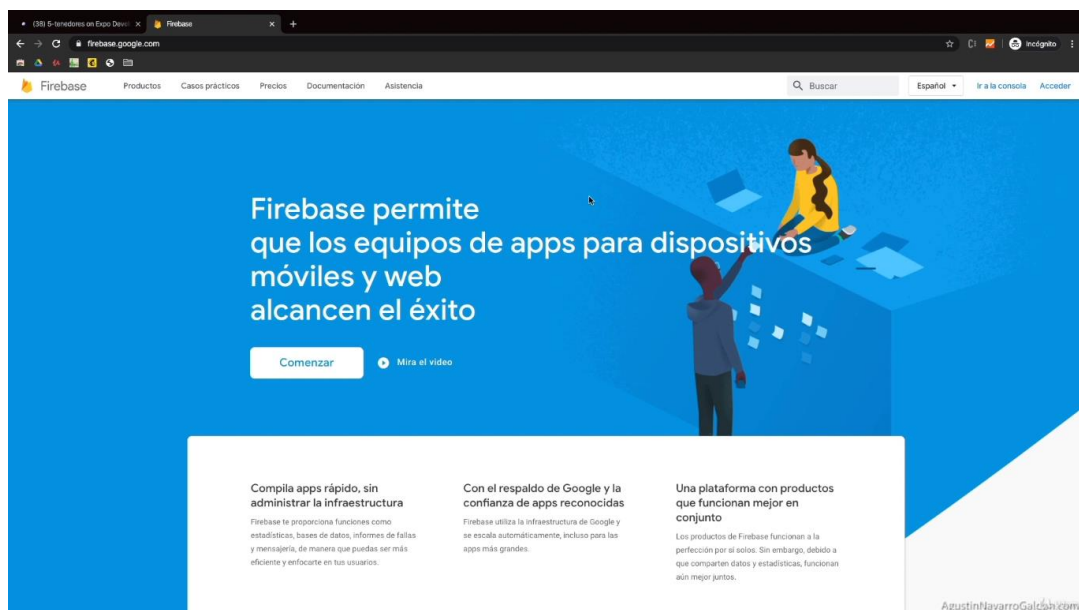 (38) 5-tenedores on Expo Devel
Firebase
firebase.google.com
Incógnito
Firebase
Productos
Casos prácticos
Precios
Documentación
Asistencia
Buscar
Español
Ir a la consola
Acceder
Firebase permite
que los equipos de apps para dispositivos
móviles y web
alcancen el éxito
Comenzar
Mira el video
Compila apps rápido, sin
administrar la infraestructura
Firebase te proporciona funciones como
estadísticas, bases de datos, informes de fallas
y mensajería, de manera que puedas ser más
eficiente y enfocarte en tus usuarios.
Con el respaldo de Google y la
confianza de apps reconocidas
Firebase utiliza la infraestructura de Google y
se escala automáticamente, incluso para las
apps más grandes.
Una plataforma con productos
que funcionan mejor en
conjunto
Los productos de Firebase funcionan a la
perfección por sí solos. Sin embargo, debido a
que comparten datos y estadísticas, funcionan
aún mejor juntos.